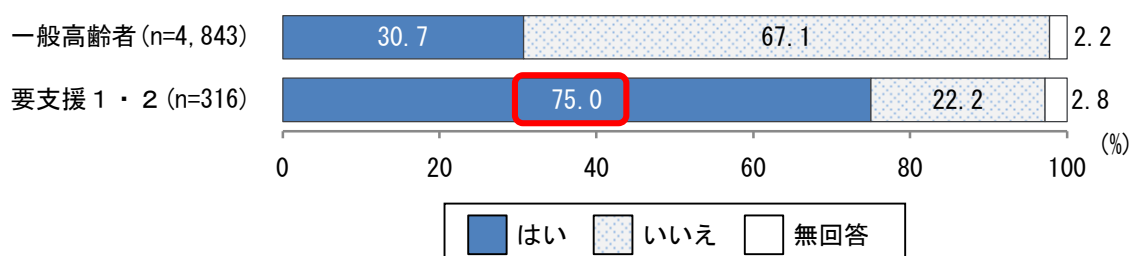 一般高齢者(n=4,843) 30.7 67.1 2.2
要支援１・２(n=316) 75.0 22.2 2.8
(%)
0 20 40 60 80 100
はい いいえ 無回答